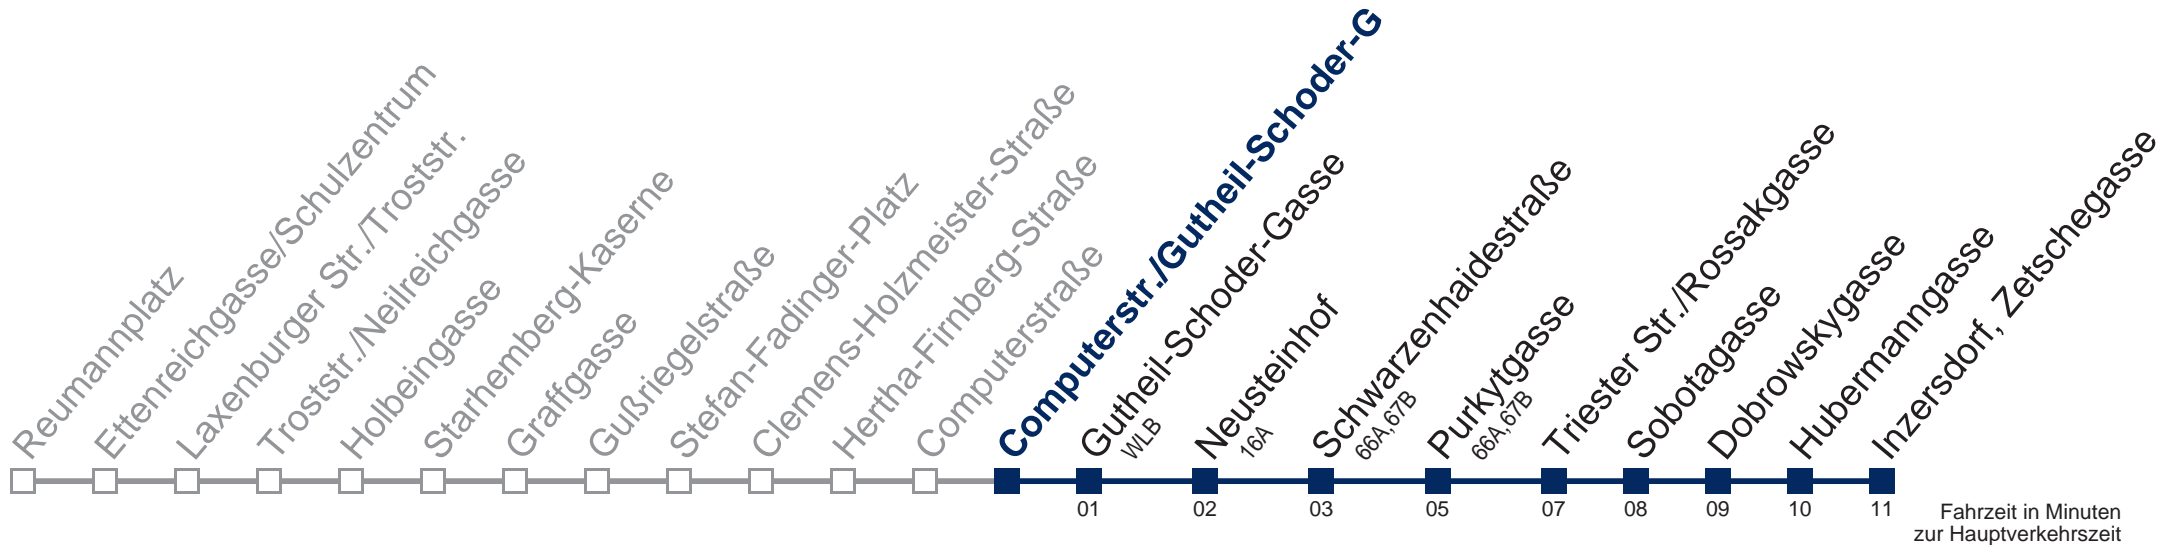 Reumannplatz
Ettenreichgasse/Schulzentrum
Laxenburger Str./Troststr.
Troststr./Neilreichgasse
Holbeingasse
Starhemberg-Kaserne
Graffgasse
Gußriegelstraße
Stefan-Fadinger-Platz
Clemens-Holzmeister-Straße
Hertha-Firnberg-Straße
Computerstraße
Computerstr./Gutheil-Schoder-G
Gutheil-Schoder-Gasse
WLB
Neusteinhof
16A
Schwarzenhaidestraße
66A,67B
Purkytgasse
66A,67B
Triester Str./Rossakgasse
Sobotagasse
Dobrowskygasse
Hubermanngasse
Inzersdorf, Zetschegasse
01 02 03 05 07 08 09 10 11
Fahrzeit in Minuten
zur Hauptverkehrszeit